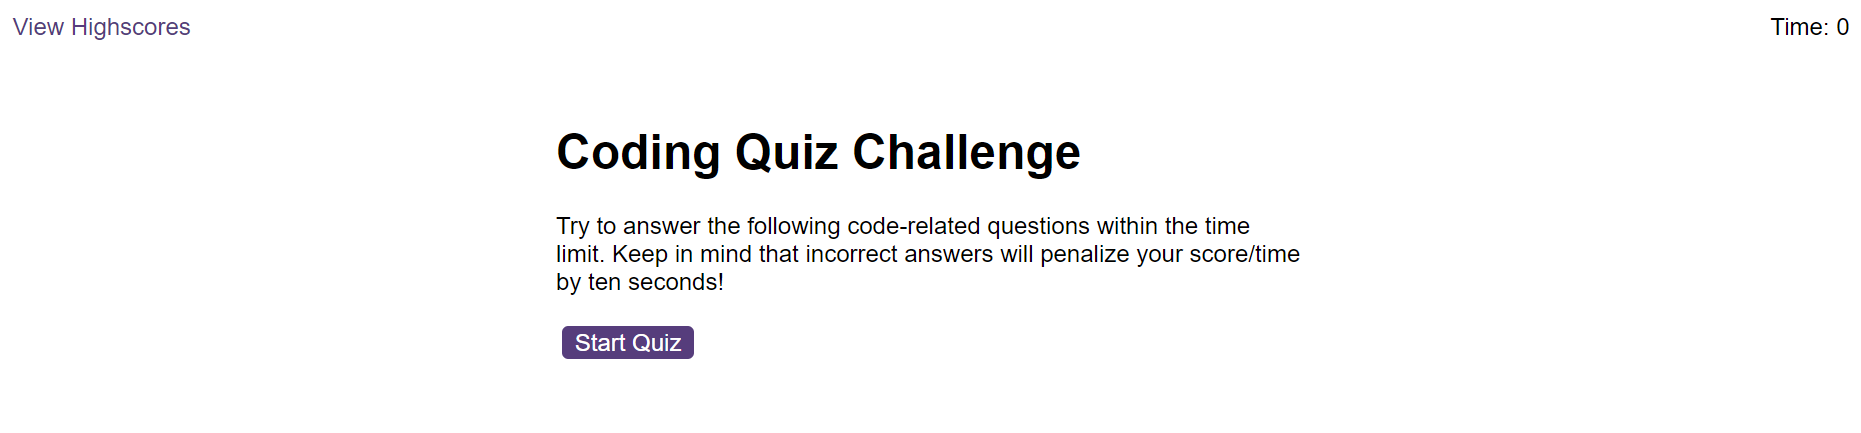 View Highscores
Time: 0
Coding Quiz Challenge
Try to answer the following code-related questions within the time
limit. Keep in mind that incorrect answers will penalize your score/time
by ten seconds!
Start Quiz